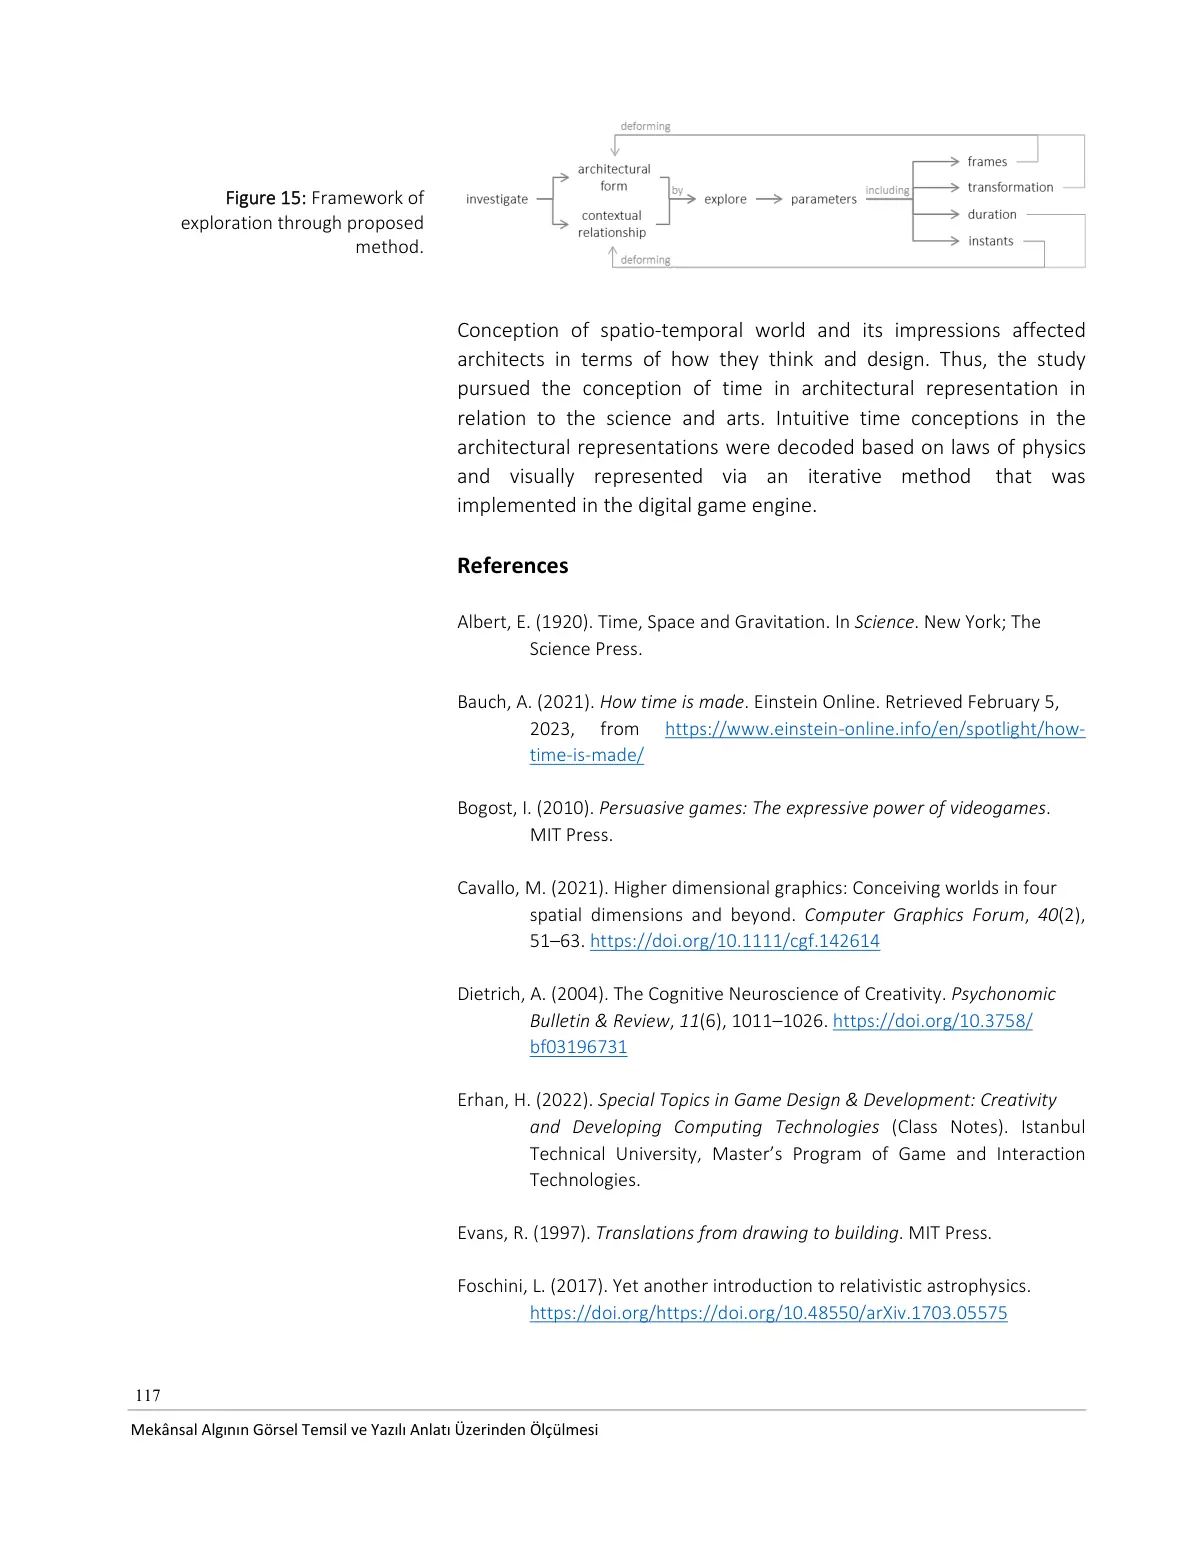 Figure 15: Framework of
exploration through proposed
method.
deforming
investigate
architectural
form
contextual
relationship
by
explore
parameters
including
frames
transformation
duration
instants
deforming
Conception of spatio-temporal world and its impressions affected
architects in terms of how they think and design. Thus, the study
pursued the conception of time in architectural representation in
relation to the science and arts. Intuitive time conceptions in the
architectural representations were decoded based on laws of physics
and visually represented via an iterative method that was
implemented in the digital game engine.
References
Albert, E. (1920). Time, Space and Gravitation. In Science. New York; The
Science Press.
Bauch, A. (2021). How time is made. Einstein Online. Retrieved February 5,
2023, from https://www.einstein-online.info/en/spotlight/how-
time-is-made/
Bogost, I. (2010). Persuasive games: The expressive power of videogames.
MIT Press.
Cavallo, M. (2021). Higher dimensional graphics: Conceiving worlds in four
spatial dimensions and beyond. Computer Graphics Forum, 40(2),
51–63. https://doi.org/10.1111/cgf.142614
Dietrich, A. (2004). The Cognitive Neuroscience of Creativity. Psychonomic
Bulletin & Review, 11(6), 1011–1026. https://doi.org/10.3758/
bf03196731
Erhan, H. (2022). Special Topics in Game Design & Development: Creativity
and Developing Computing Technologies (Class Notes). Istanbul
Technical University, Master’s Program of Game and Interaction
Technologies.
Evans, R. (1997). Translations from drawing to building. MIT Press.
Foschini, L. (2017). Yet another introduction to relativistic astrophysics.
https://doi.org/https://doi.org/10.48550/arXiv.1703.05575
117
Mekânsal Algının Görsel Temsil ve Yazılı Anlatı Üzerinden Ölçülmesi